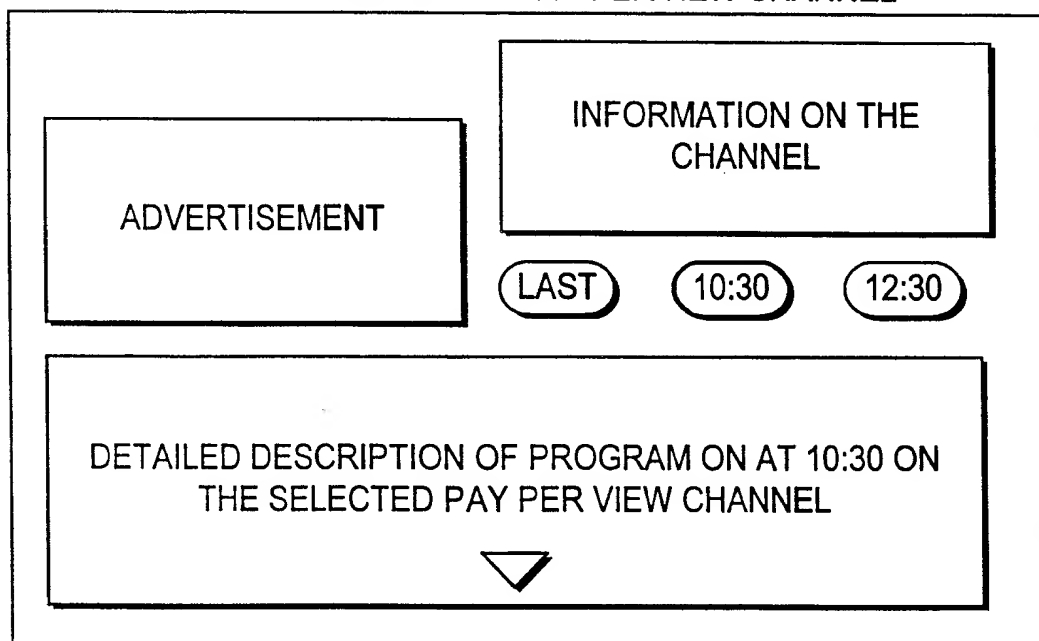 CHANNEL
INFORMATION ON THE
CHANNEL
ADVERTISEMENT
LAST
10:30
12:30
DETAILED DESCRIPTION OF PROGRAM ON AT 10:30 ON
THE SELECTED PAY PER VIEW CHANNEL